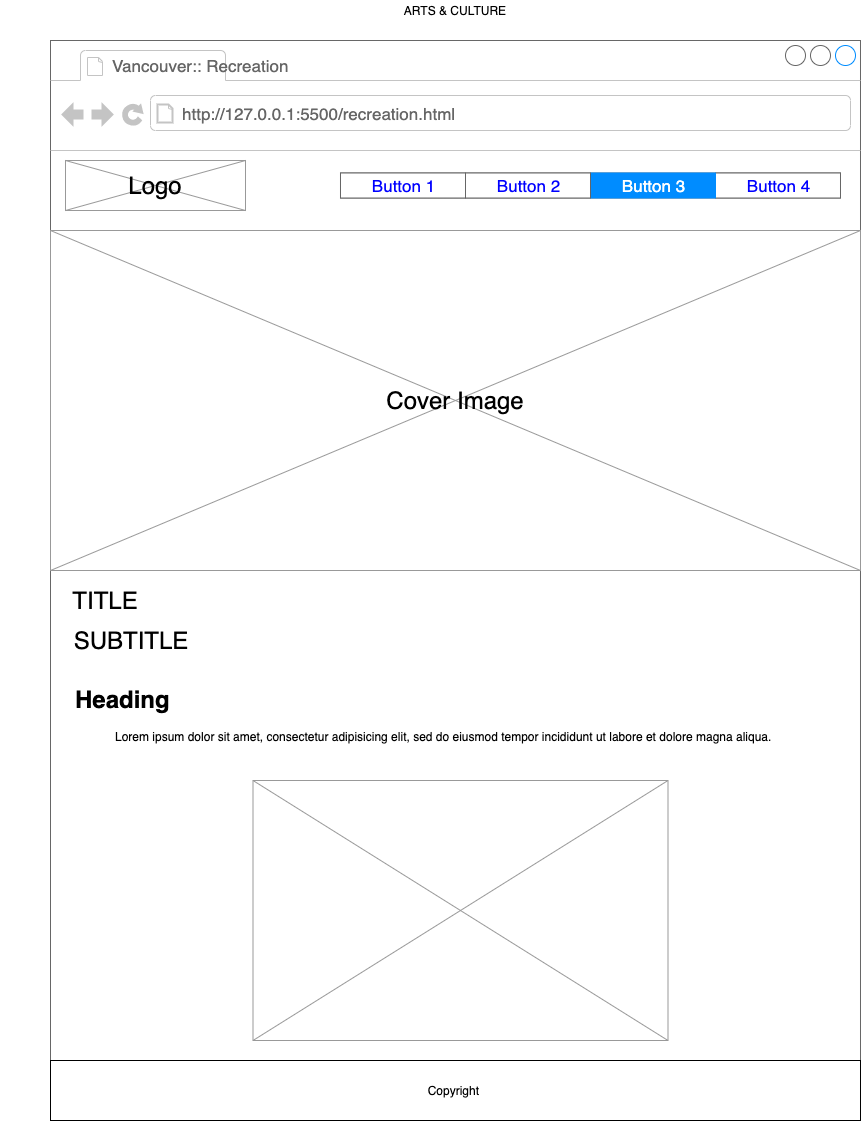 ARTS & CULTURE
Vancouver:: Recreation
http://127.0.0.1:5500/recreation.html
Logo
Button 1 Button 2 Button 3 Button 4
Cover Image
TITLE
SUBTITLE
Heading
Lorem ipsum dolor sit amet, consectetur adipisicing elit, sed do eiusmod tempor incididunt ut labore et dolore magna aliqua.
Copyright